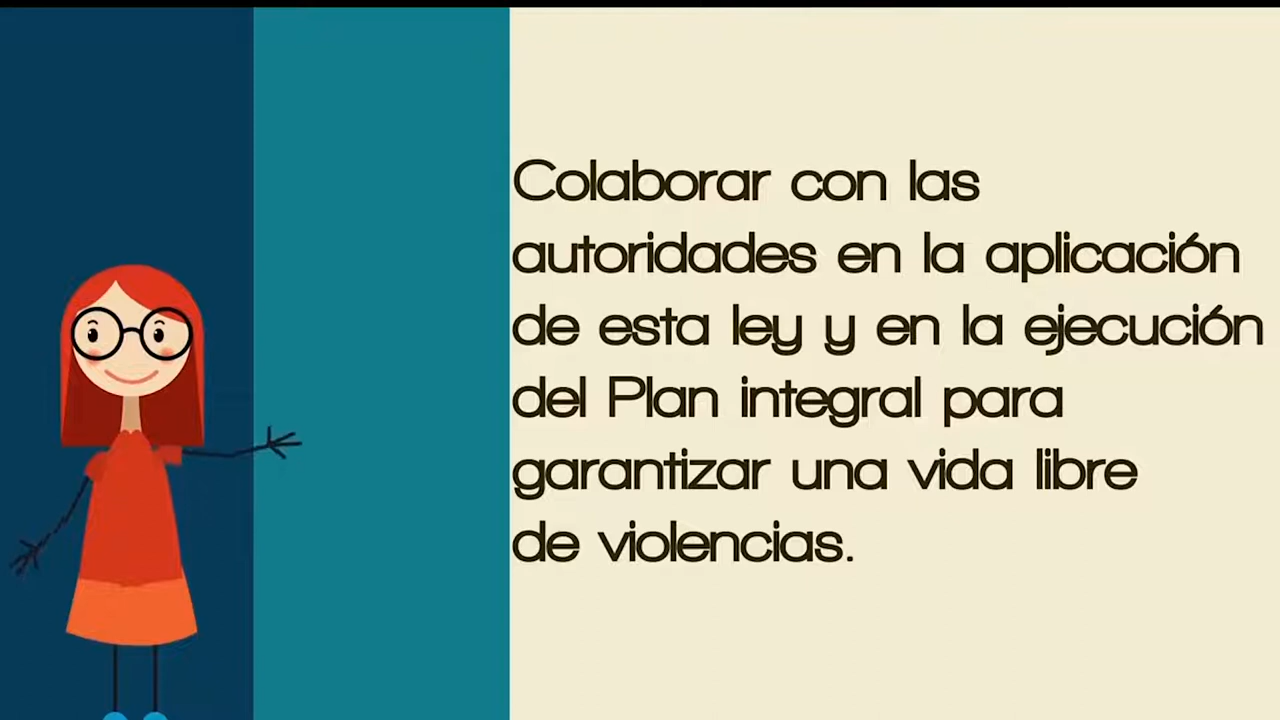 Colaborar con las
autoridades en la aplicación
de esta ley y en la ejecución
del Plan integral para
garantizar una vida libre
de violencias.